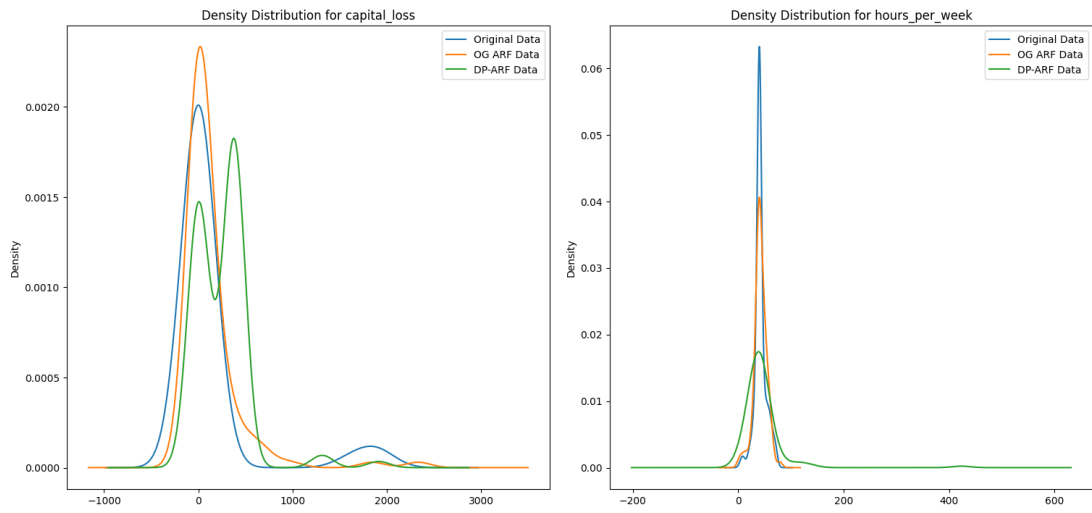 Density Distribution for capital_loss
Original Data
OG ARF Data
DP-ARF Data
Density
0.0020
0.0015
0.0010
0.0005
0.0000
−1000 0 1000 2000 3000
Density Distribution for hours_per_week
Original Data
OG ARF Data
DP-ARF Data
Density
0.06
0.05
0.04
0.03
0.02
0.01
0.00
−200 0 200 400 600